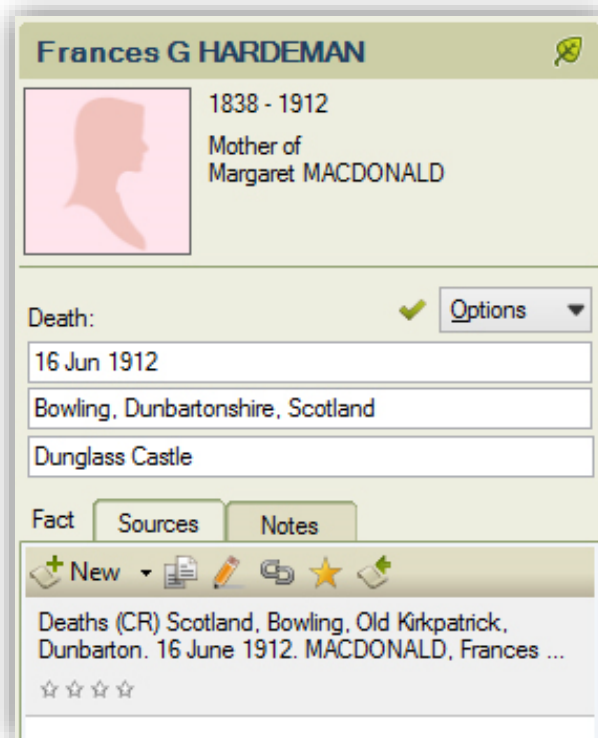 Frances G HARDEMAN
1838 - 1912
Mother of
Margaret MACDONALD
Death:
Options
16 Jun 1912
Bowling, Dunbartonshire, Scotland
Dunglass Castle
Fact
Sources
Notes
New
Deaths (CR) Scotland, Bowling, Old Kirkpatrick,
Dunbarton. 16 June 1912. MACDONALD, Frances ...